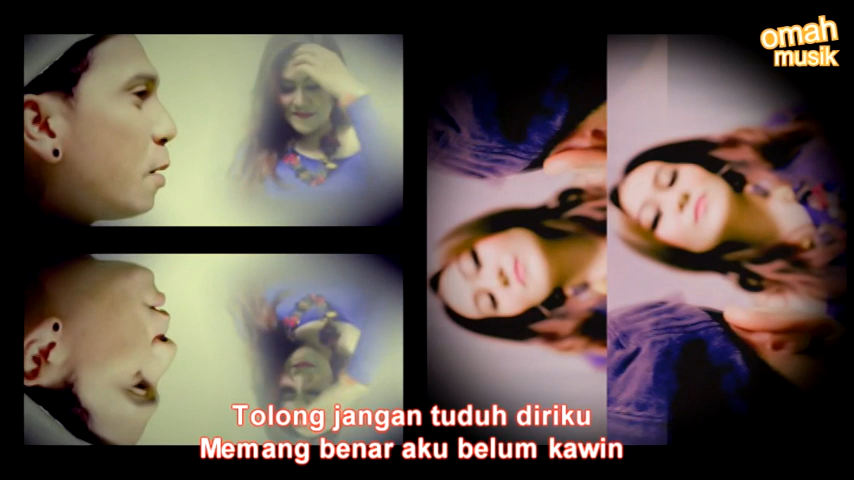 omah
musik
Tolong jangan tuduh diriku
Memang benar aku belum kawin